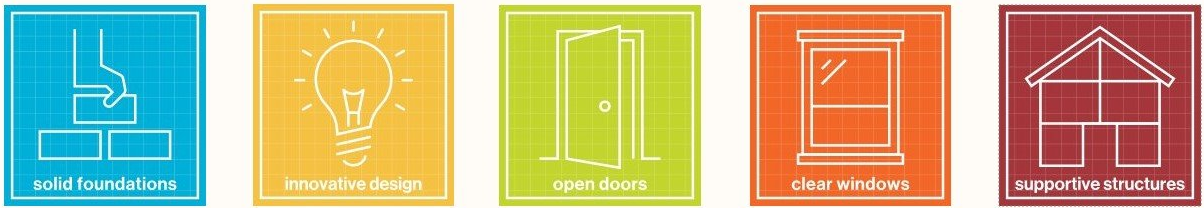 solid foundations
innovative design
open doors
clear windows
supportive structures